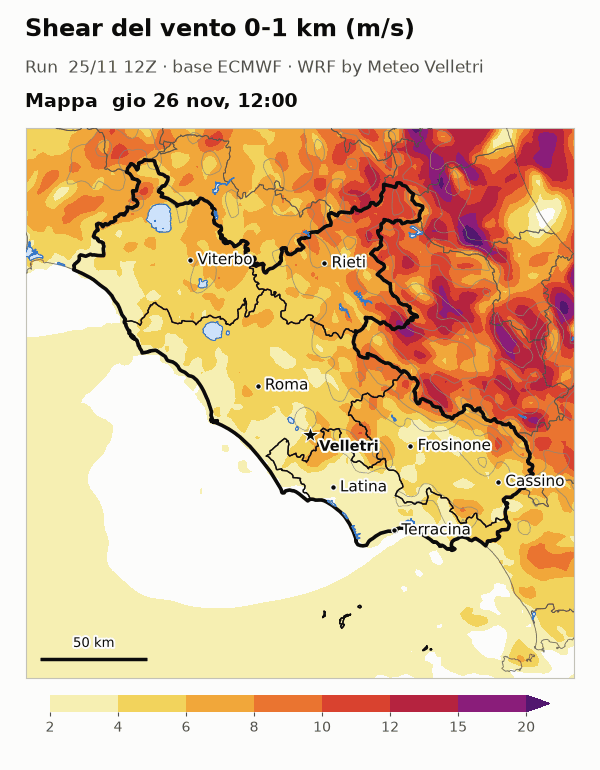 Shear del vento 0-1 km (m/s)
Run  25/11 12Z · base ECMWF · WRF by Meteo Velletri
Mappa  gio 26 nov, 12:00
Viterbo
Rieti
Roma
Velletri
Frosinone
Cassino
Latina
Terracina
50 km
2 4 6 8 10 12 15 20